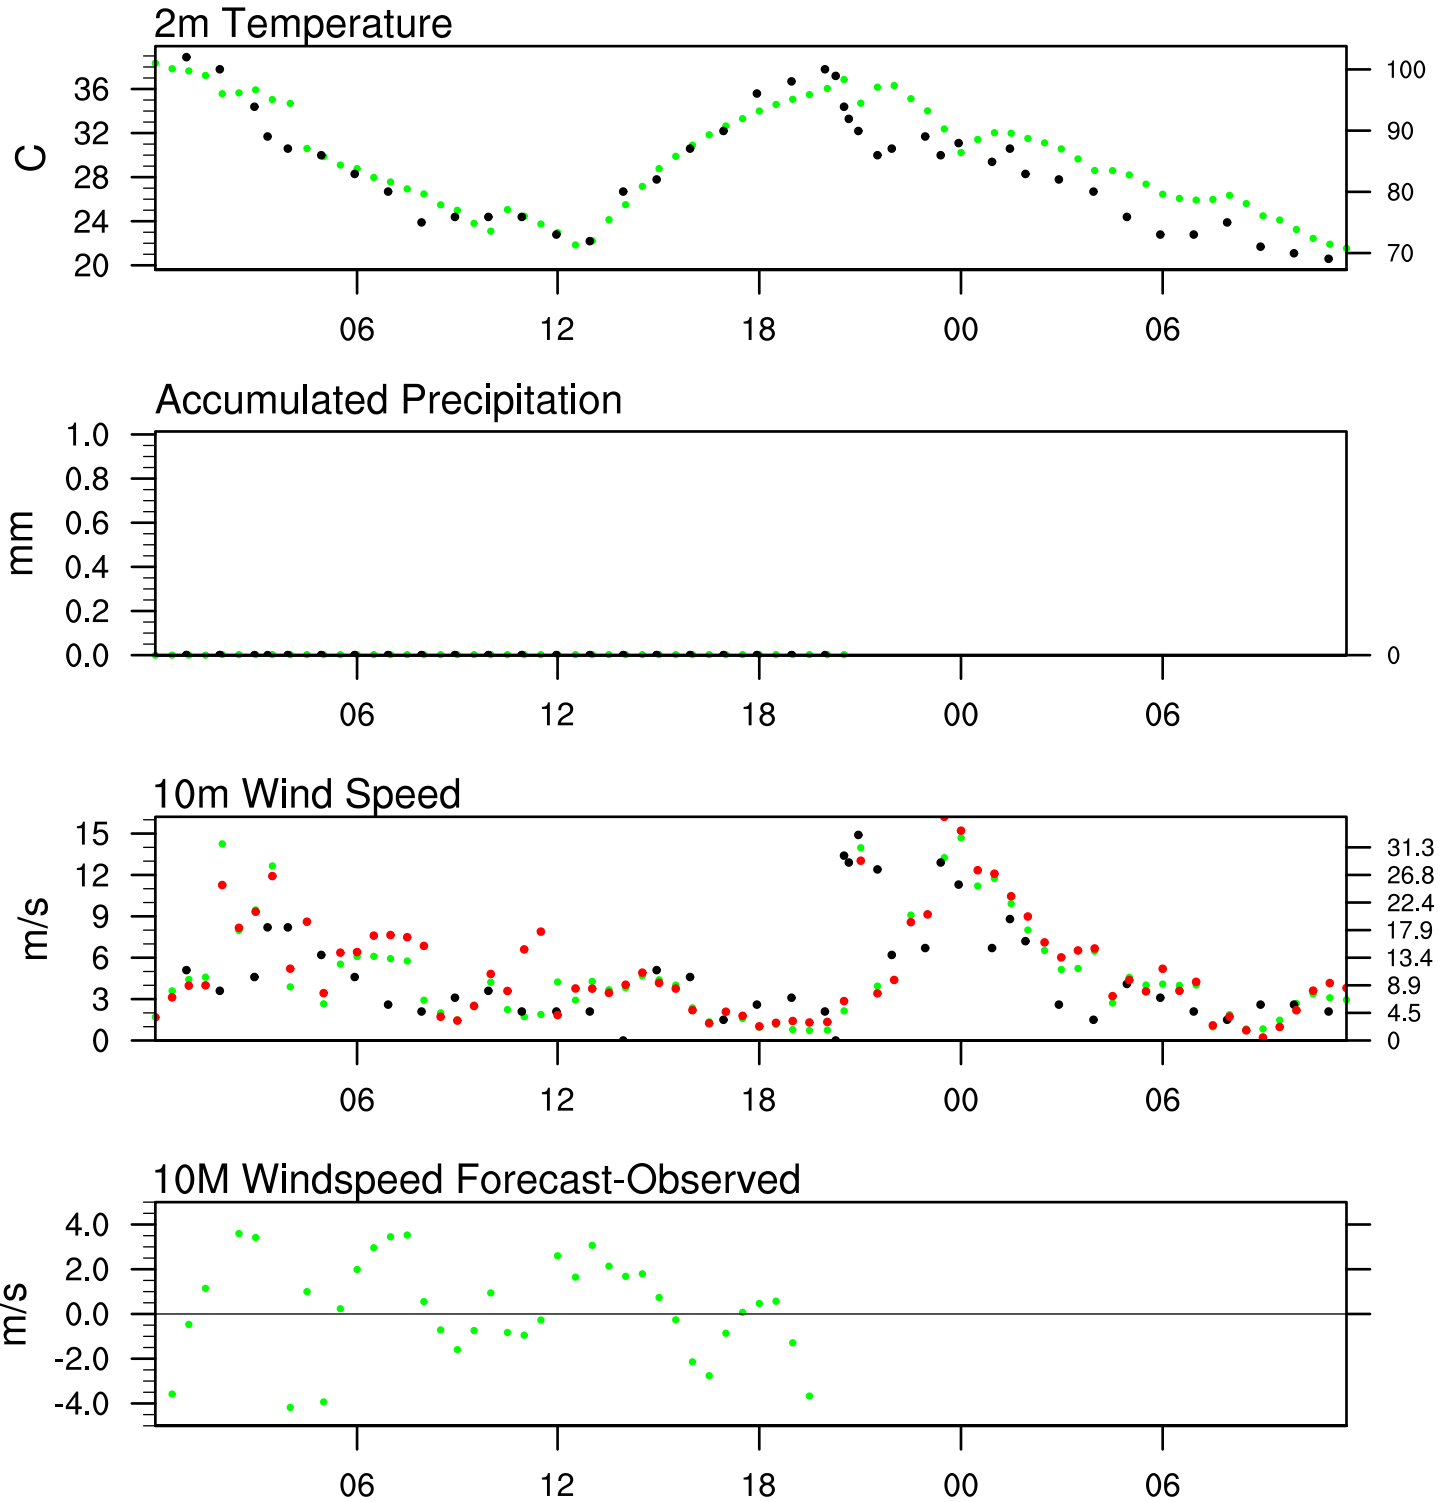 2m Temperature
36
32
28
24
20
C
100
90
80
70
06 12 18 00 06
Accumulated Precipitation
1.0
0.8
0.6
0.4
0.2
0.0
mm
0
06 12 18 00 06
10m Wind Speed
15
12
9
6
3
0
m/s
31.3
26.8
22.4
17.9
13.4
8.9
4.5
0
06 12 18 00 06
10M Windspeed Forecast-Observed
4.0
2.0
0.0
-2.0
-4.0
m/s
06 12 18 00 06